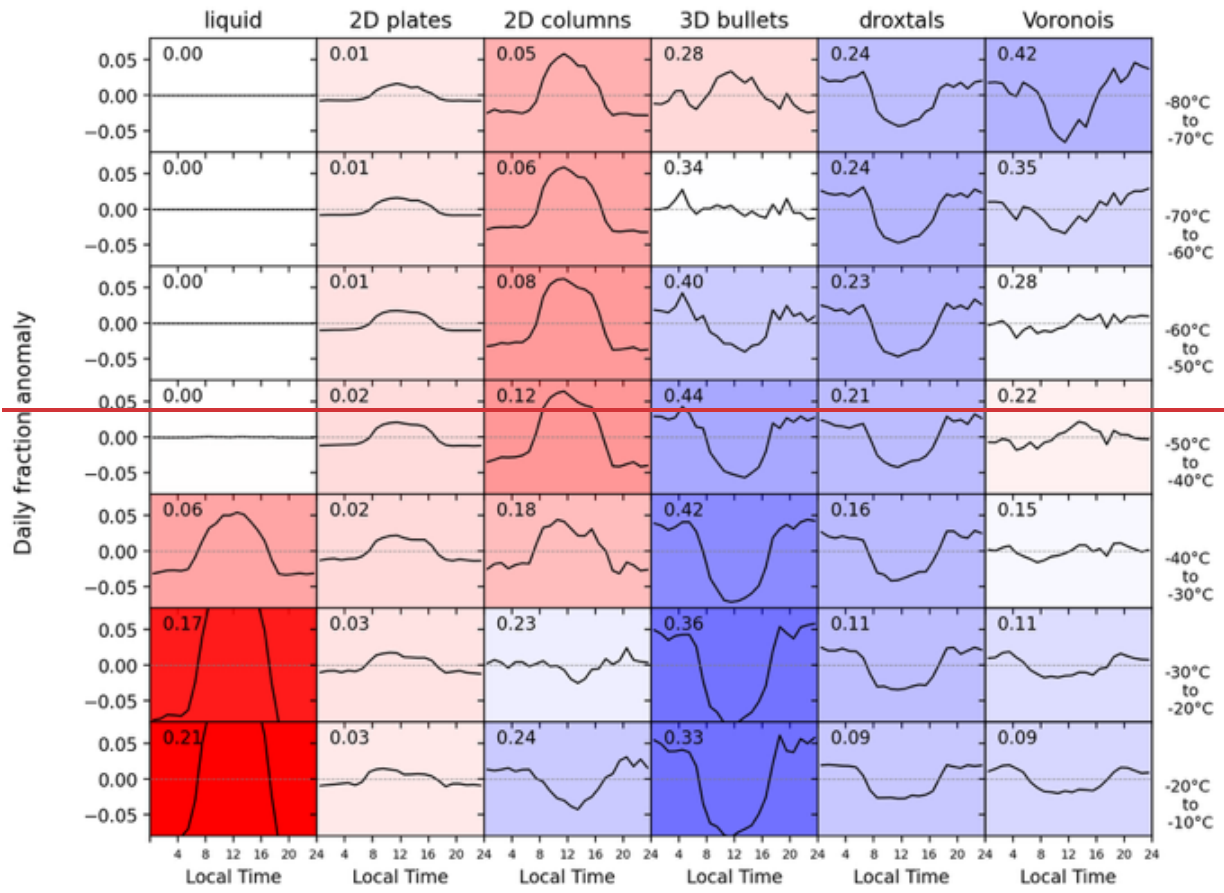 liquid 2D plates 2D columns 3D bullets droxtals Voronois
0.05 0.00 0.01 0.05 0.28 0.24 0.42
0.00 -80°C
to
−0.05 -70°C
0.05 0.00 0.01 0.06 0.34 0.24 0.35
0.00 -70°C
to
−0.05 -60°C
0.05 0.00 0.01 0.08 0.40 0.23 0.28
0.00 -60°C
to
−0.05 -50°C
0.05 0.00 0.02 0.12 0.44 0.21 0.22
0.00 -50°C
to
−0.05 -40°C
0.05 0.06 0.02 0.18 0.42 0.16 0.15
0.00 -40°C
to
−0.05 -30°C
0.05 0.17 0.03 0.23 0.36 0.11 0.11
0.00 -30°C
to
−0.05 -20°C
0.05 0.21 0.03 0.24 0.33 0.09 0.09
0.00 -20°C
to
−0.05 -10°C
4 8 12 16 20 24 4 8 12 16 20 24 4 8 12 16 20 24 4 8 12 16 20 24 4 8 12 16 20 24 4 8 12 16 20 24
Local Time Local Time Local Time Local Time Local Time Local Time
Daily fraction anomaly